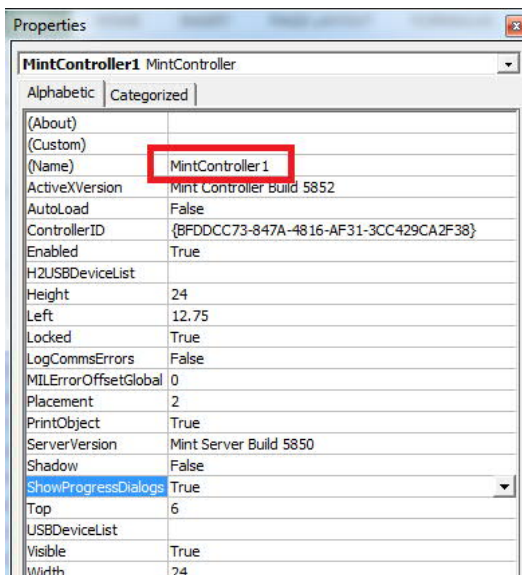 Properties
MintController1 MintController
Alphabetic Categorized
(About)
(Custom)
(Name) MintController1
ActiveXVersion Mint Controller Build 5852
AutoLoad False
ControllerID {BFDDCC73-847A-4816-AF31-3CC429CA2F38}
Enabled True
H2USBDeviceList
Height 24
Left 12.75
Locked True
LogCommsErrors False
MILErrorOffsetGlobal 0
Placement 2
PrintObject True
ServerVersion Mint Server Build 5850
Shadow False
ShowProgressDialogs True
Top 6
USBDeviceList
Visible True
Width 24